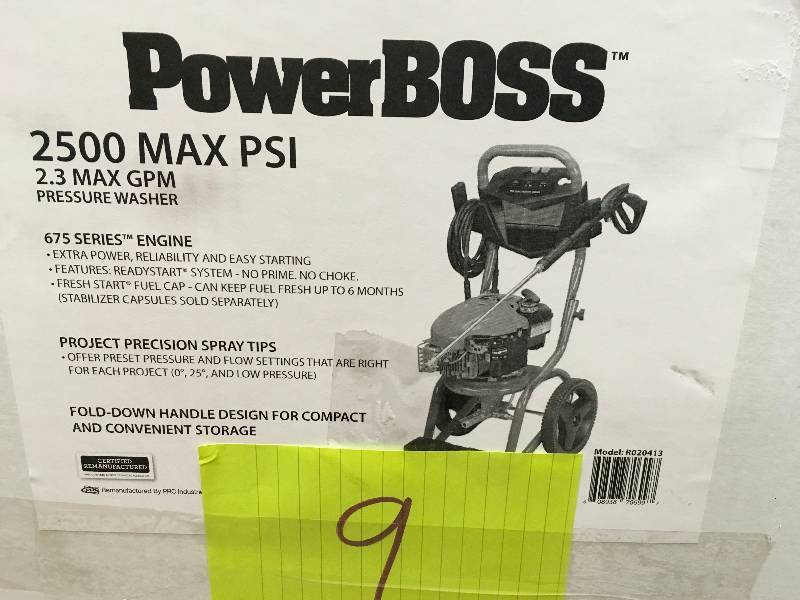 PowerBOSS™
2500 MAX PSI
2.3 MAX GPM
PRESSURE WASHER
675 SERIES™ ENGINE
• EXTRA POWER, RELIABILITY AND EASY STARTING
• FEATURES: READYSTART® SYSTEM - NO PRIME. NO CHOKE.
• FRESH START® FUEL CAP - CAN KEEP FUEL FRESH UP TO 6 MONTHS
(STABILIZER CAPSULES SOLD SEPARATELY)
PROJECT PRECISION SPRAY TIPS
• OFFER PRESET PRESSURE AND FLOW SETTINGS THAT ARE RIGHT
FOR EACH PROJECT (0°, 25°, AND LOW PRESSURE)
FOLD-DOWN HANDLE DESIGN FOR COMPACT
AND CONVENIENT STORAGE
CERTIFIED
REMANUFACTURED
Remanufactured by PRC
Model: R020413
9